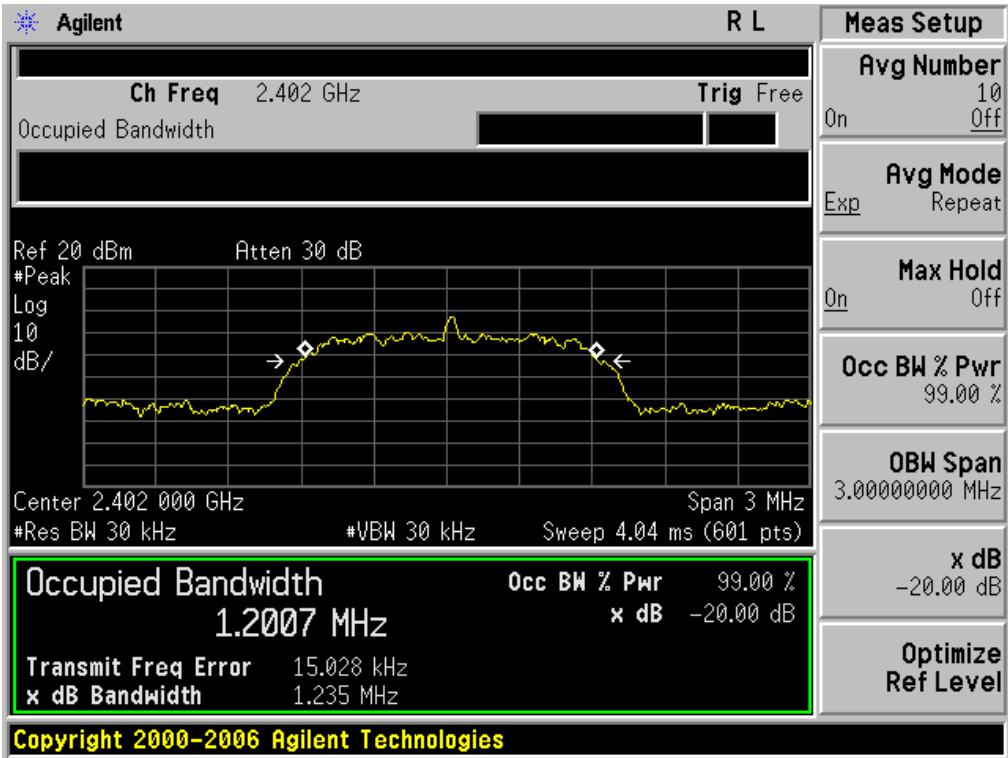 Agilent
R L
Meas Setup
Ch Freq 2.402 GHz
Trig Free
Occupied Bandwidth
Avg Number
10
On Off
Avg Mode
Exp Repeat
Ref 20 dBm Atten 30 dB
#Peak
Log
10
dB/
Max Hold
On Off
Occ BW % Pwr
99.00 %
OBW Span
3.00000000 MHz
Center 2.402 000 GHz Span 3 MHz
#Res BW 30 kHz #VBW 30 kHz Sweep 4.04 ms (601 pts)
x dB
-20.00 dB
Optimize
Ref Level
Occupied Bandwidth
1.2007 MHz
Occ BW % Pwr 99.00 %
x dB -20.00 dB
Transmit Freq Error 15.028 kHz
x dB Bandwidth 1.235 MHz
Copyright 2000-2006 Agilent Technologies